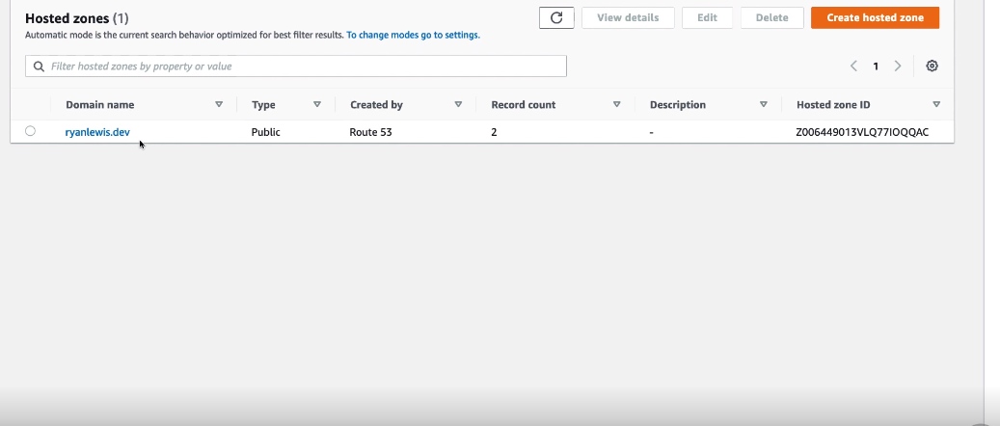 Hosted zones (1)
View details
Edit
Delete
Create hosted zone
Automatic mode is the current search behavior optimized for best filter results. To change modes go to settings.
Filter hosted zones by property or value
1
Domain name
Type
Created by
Record count
Description
Hosted zone ID
ryanlewis.dev
Public
Route 53
2
-
Z006449013VLQ77IOQQAC